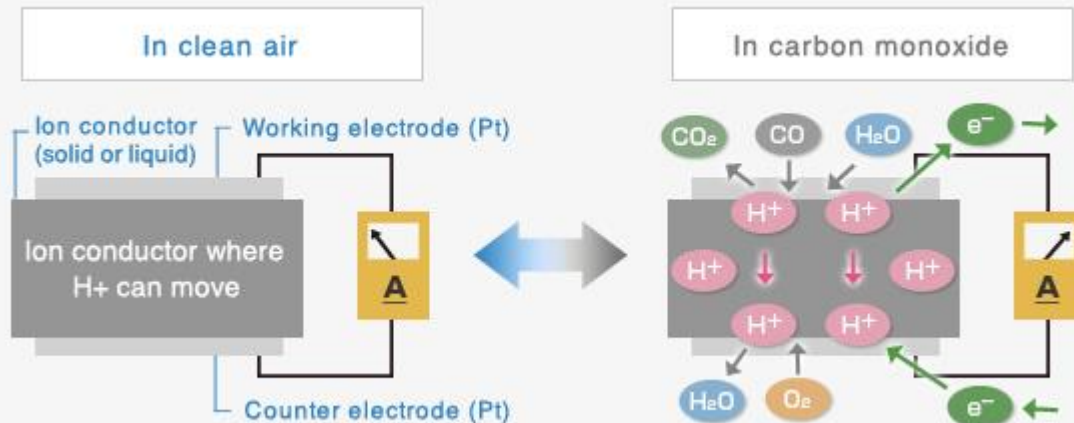 In clean air
Ion conductor
(solid or liquid)
Working electrode (Pt)
Ion conductor where
H+ can move
A
Counter electrode (Pt)
In carbon monoxide
CO₂
CO
H₂O
e⁻
H⁺
H⁺
H⁺
H⁺
A
H⁺
H⁺
H₂O
O₂
e⁻